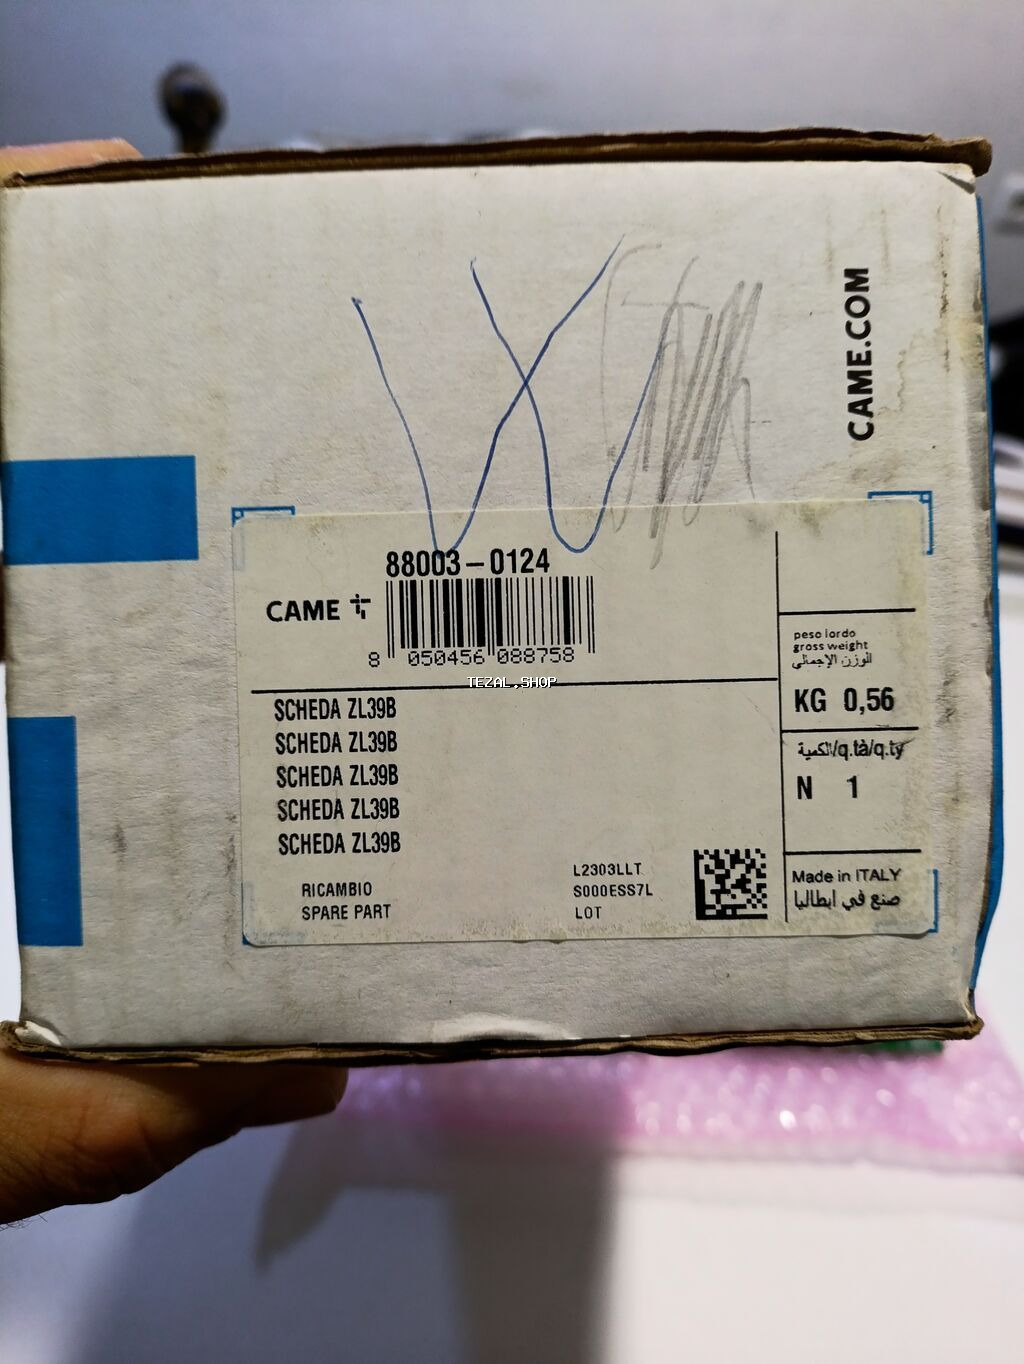 CAME.COM
88003-0124
CAME
8 050456 088758
TEZAL.SHOP
SCHEDA ZL39B
SCHEDA ZL39B
SCHEDA ZL39B
SCHEDA ZL39B
SCHEDA ZL39B
RICAMBIO
SPARE PART
L2303LLT
S000ESS7L
LOT
peso lordo
gross weight
الوزن الإجمالي
KG 0,56
الكمية/q.tà/q.ty
N 1
Made in ITALY
صنع في ايطاليا